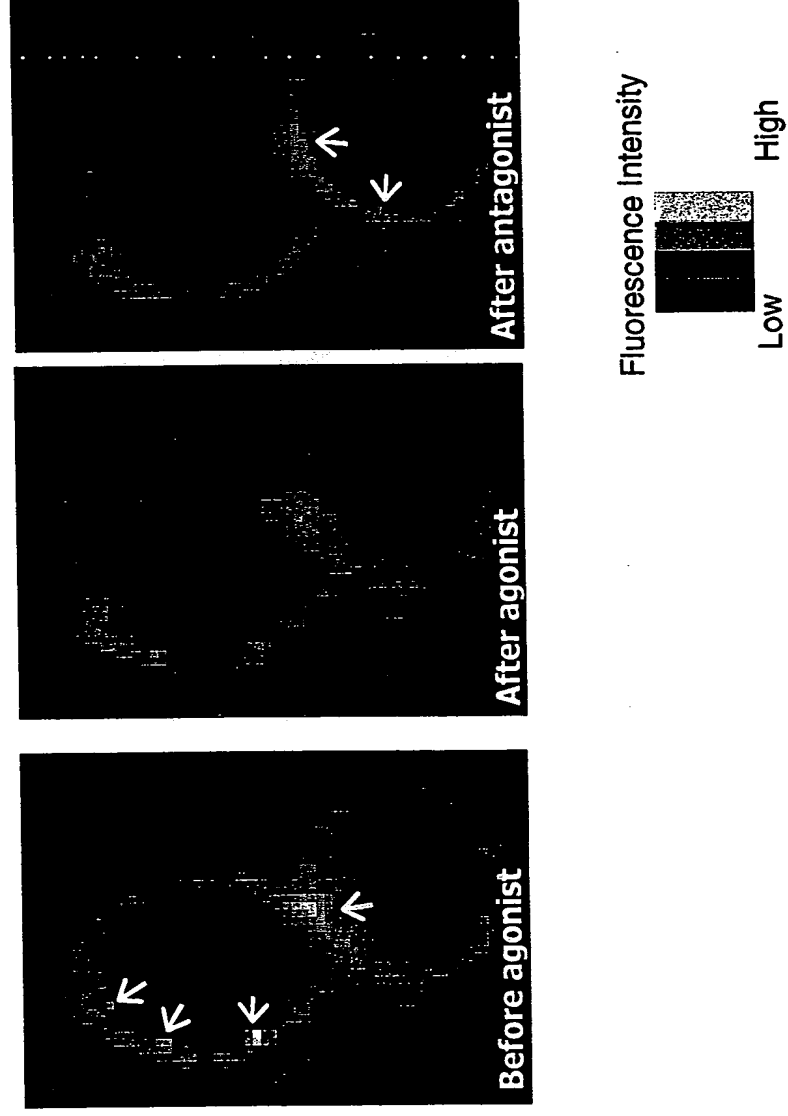 Before agonist
After agonist
After antagonist
Fluorescence Intensity
Low
High